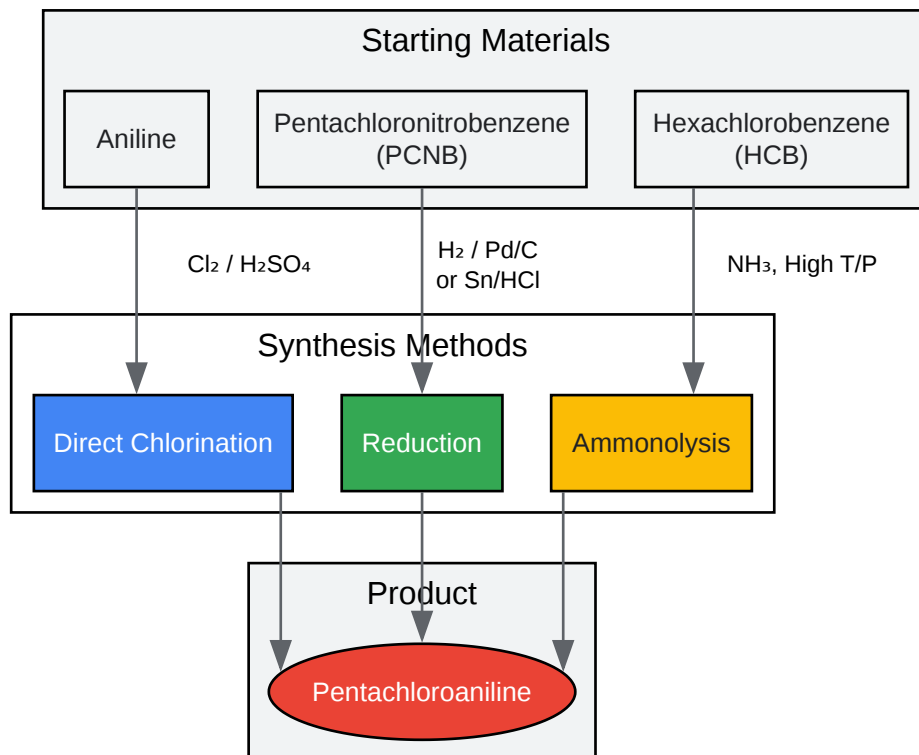 Starting Materials
Aniline
Pentachloronitrobenzene
(PCNB)
Hexachlorobenzene
(HCB)
Cl₂ / H₂SO₄
H₂ / Pd/C
or Sn/HCl
NH₃, High T/P
Synthesis Methods
Direct Chlorination
Reduction
Ammonolysis
Product
Pentachloroaniline